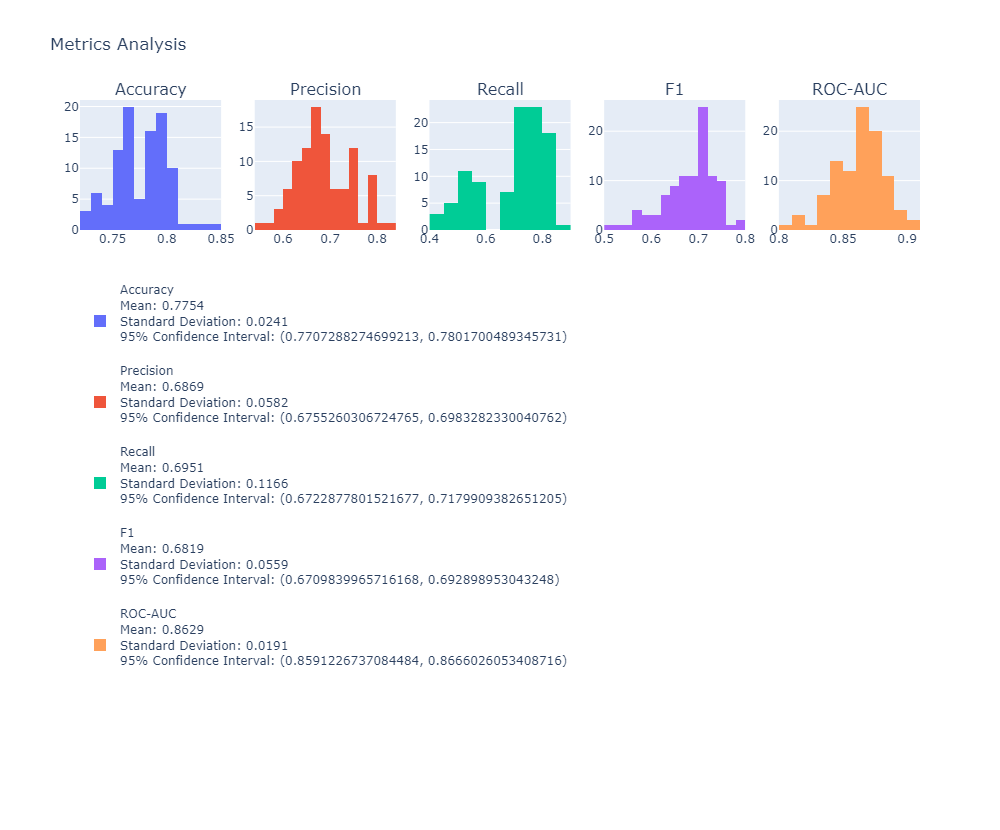 Metrics Analysis
Accuracy Precision Recall F1 ROC-AUC
20
15
10
5
0
0.75 0.8 0.85
15
10
5
0
0.6 0.7 0.8
20
15
10
5
0
0.4 0.6 0.8
20
10
0
0.5 0.6 0.7 0.8
20
10
0
0.8 0.85 0.9
Accuracy
Mean: 0.7754
Standard Deviation: 0.0241
95% Confidence Interval: (0.7707288274699213, 0.7801700489345731)
Precision
Mean: 0.6869
Standard Deviation: 0.0582
95% Confidence Interval: (0.6755260306724765, 0.6983282330040762)
Recall
Mean: 0.6951
Standard Deviation: 0.1166
95% Confidence Interval: (0.6722877801521677, 0.7179909382651205)
F1
Mean: 0.6819
Standard Deviation: 0.0559
95% Confidence Interval: (0.6709839965716168, 0.692898953043248)
ROC-AUC
Mean: 0.8629
Standard Deviation: 0.0191
95% Confidence Interval: (0.8591226737084484, 0.8666026053408716)